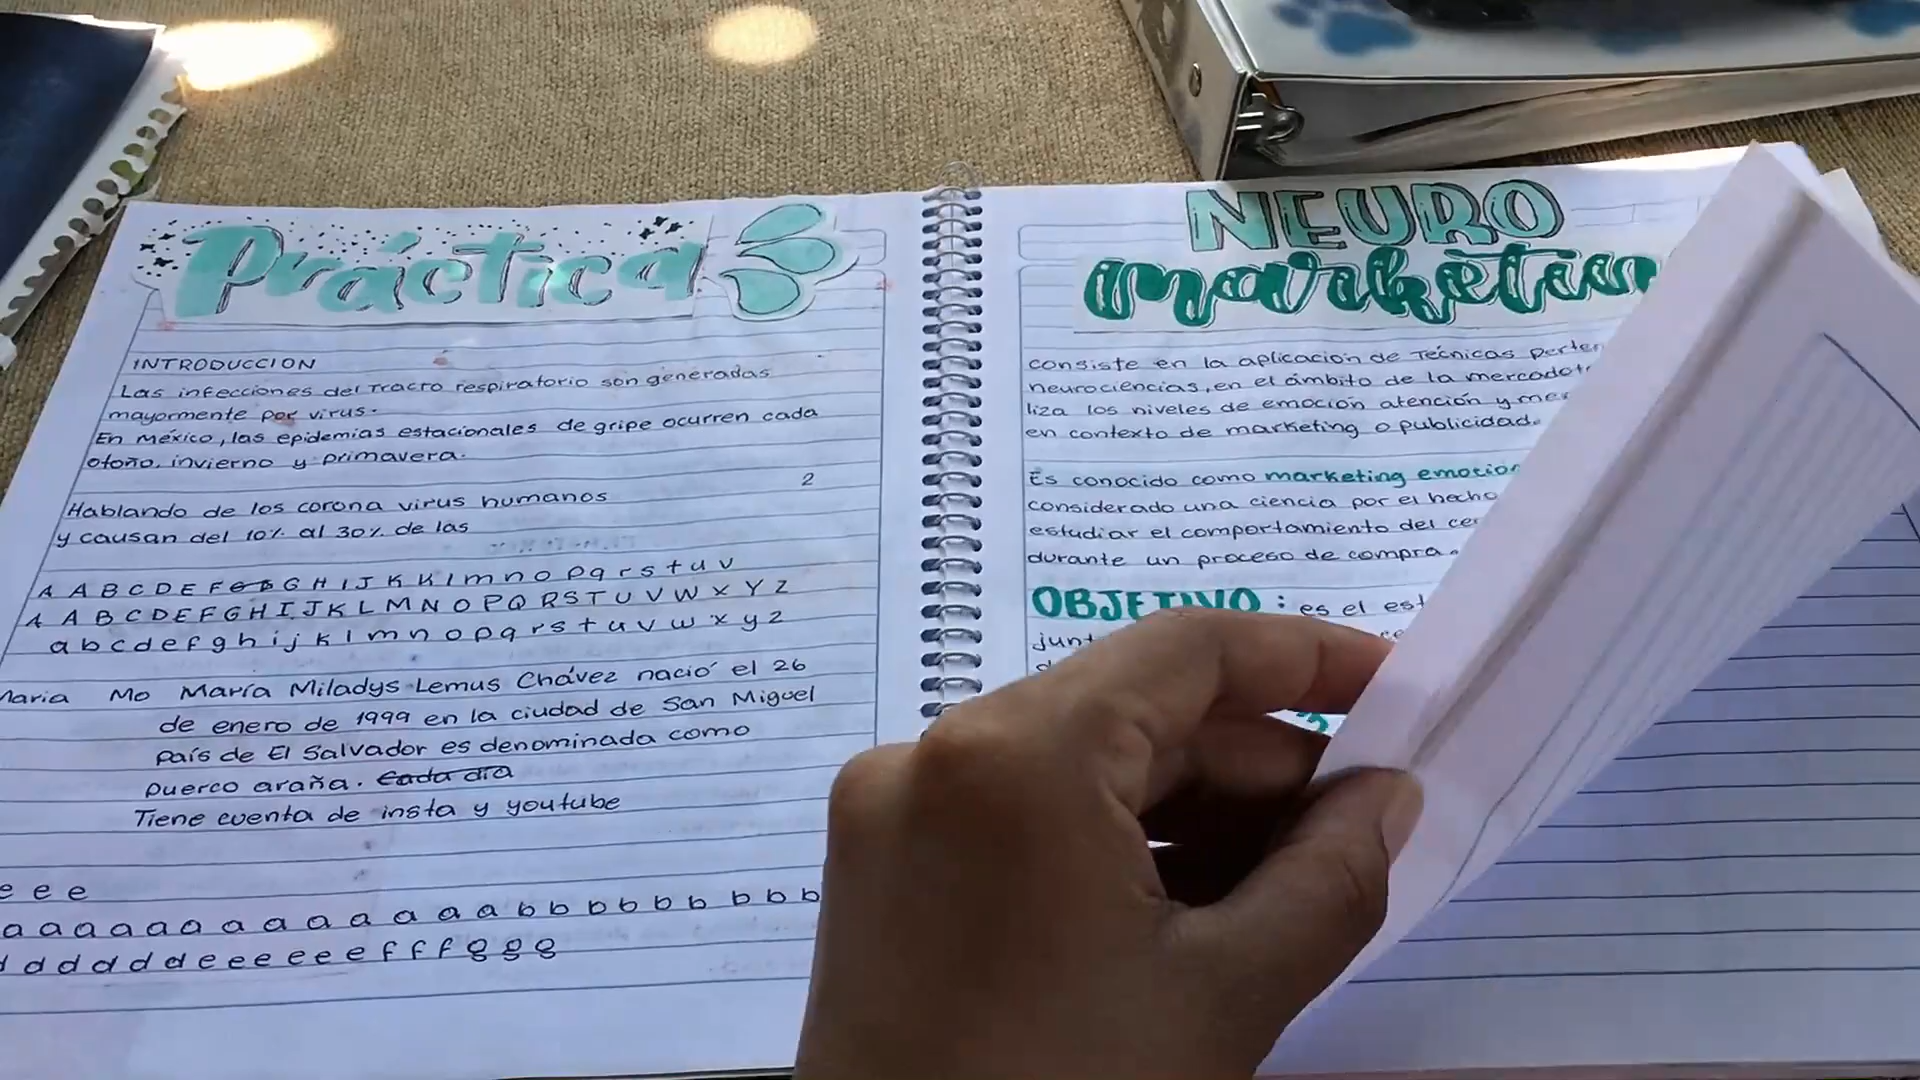 Práctica
INTRODUCCION
Las infecciones del Tracto respiratorio son generadas
mayormente por virus.
En méxico, las epidemias estacionales de gripe ocurren cada
otoño, invierno y primavera.
2
Hablando de los corona virus humanos
y causan del 10% al 30% de las
A A B C D E F G H I J K K l m n o p q r s t u v
A A B C D E F G H I J K L M N O P Q R S T U V W X Y Z
a b c d e f g h i j k l m n o p q r s t u v w x y z
Maria Mo María Miladys Lemus Chávez nació el 26
de enero de 1999 en la ciudad de San Miguel
país de El Salvador es denominada como
puerco araña. Cada día
Tiene cuenta de insta y youtube
e e e
a a a a a a a a a a a a b b b b b b b b b
d d d d d d e e e e e e f f f g g g
NEURO
marketin
consiste en la aplicación de Técnicas perten
neurociencias, en el ámbito de la mercadot
liza los niveles de emoción atención y me
en contexto de marketing o publicidad.
Es conocido como marketing emocion
considerado una ciencia por el hecho
estudiar el comportamiento del ce
durante un proceso de compra.
OBJETIVO : es el est
junt